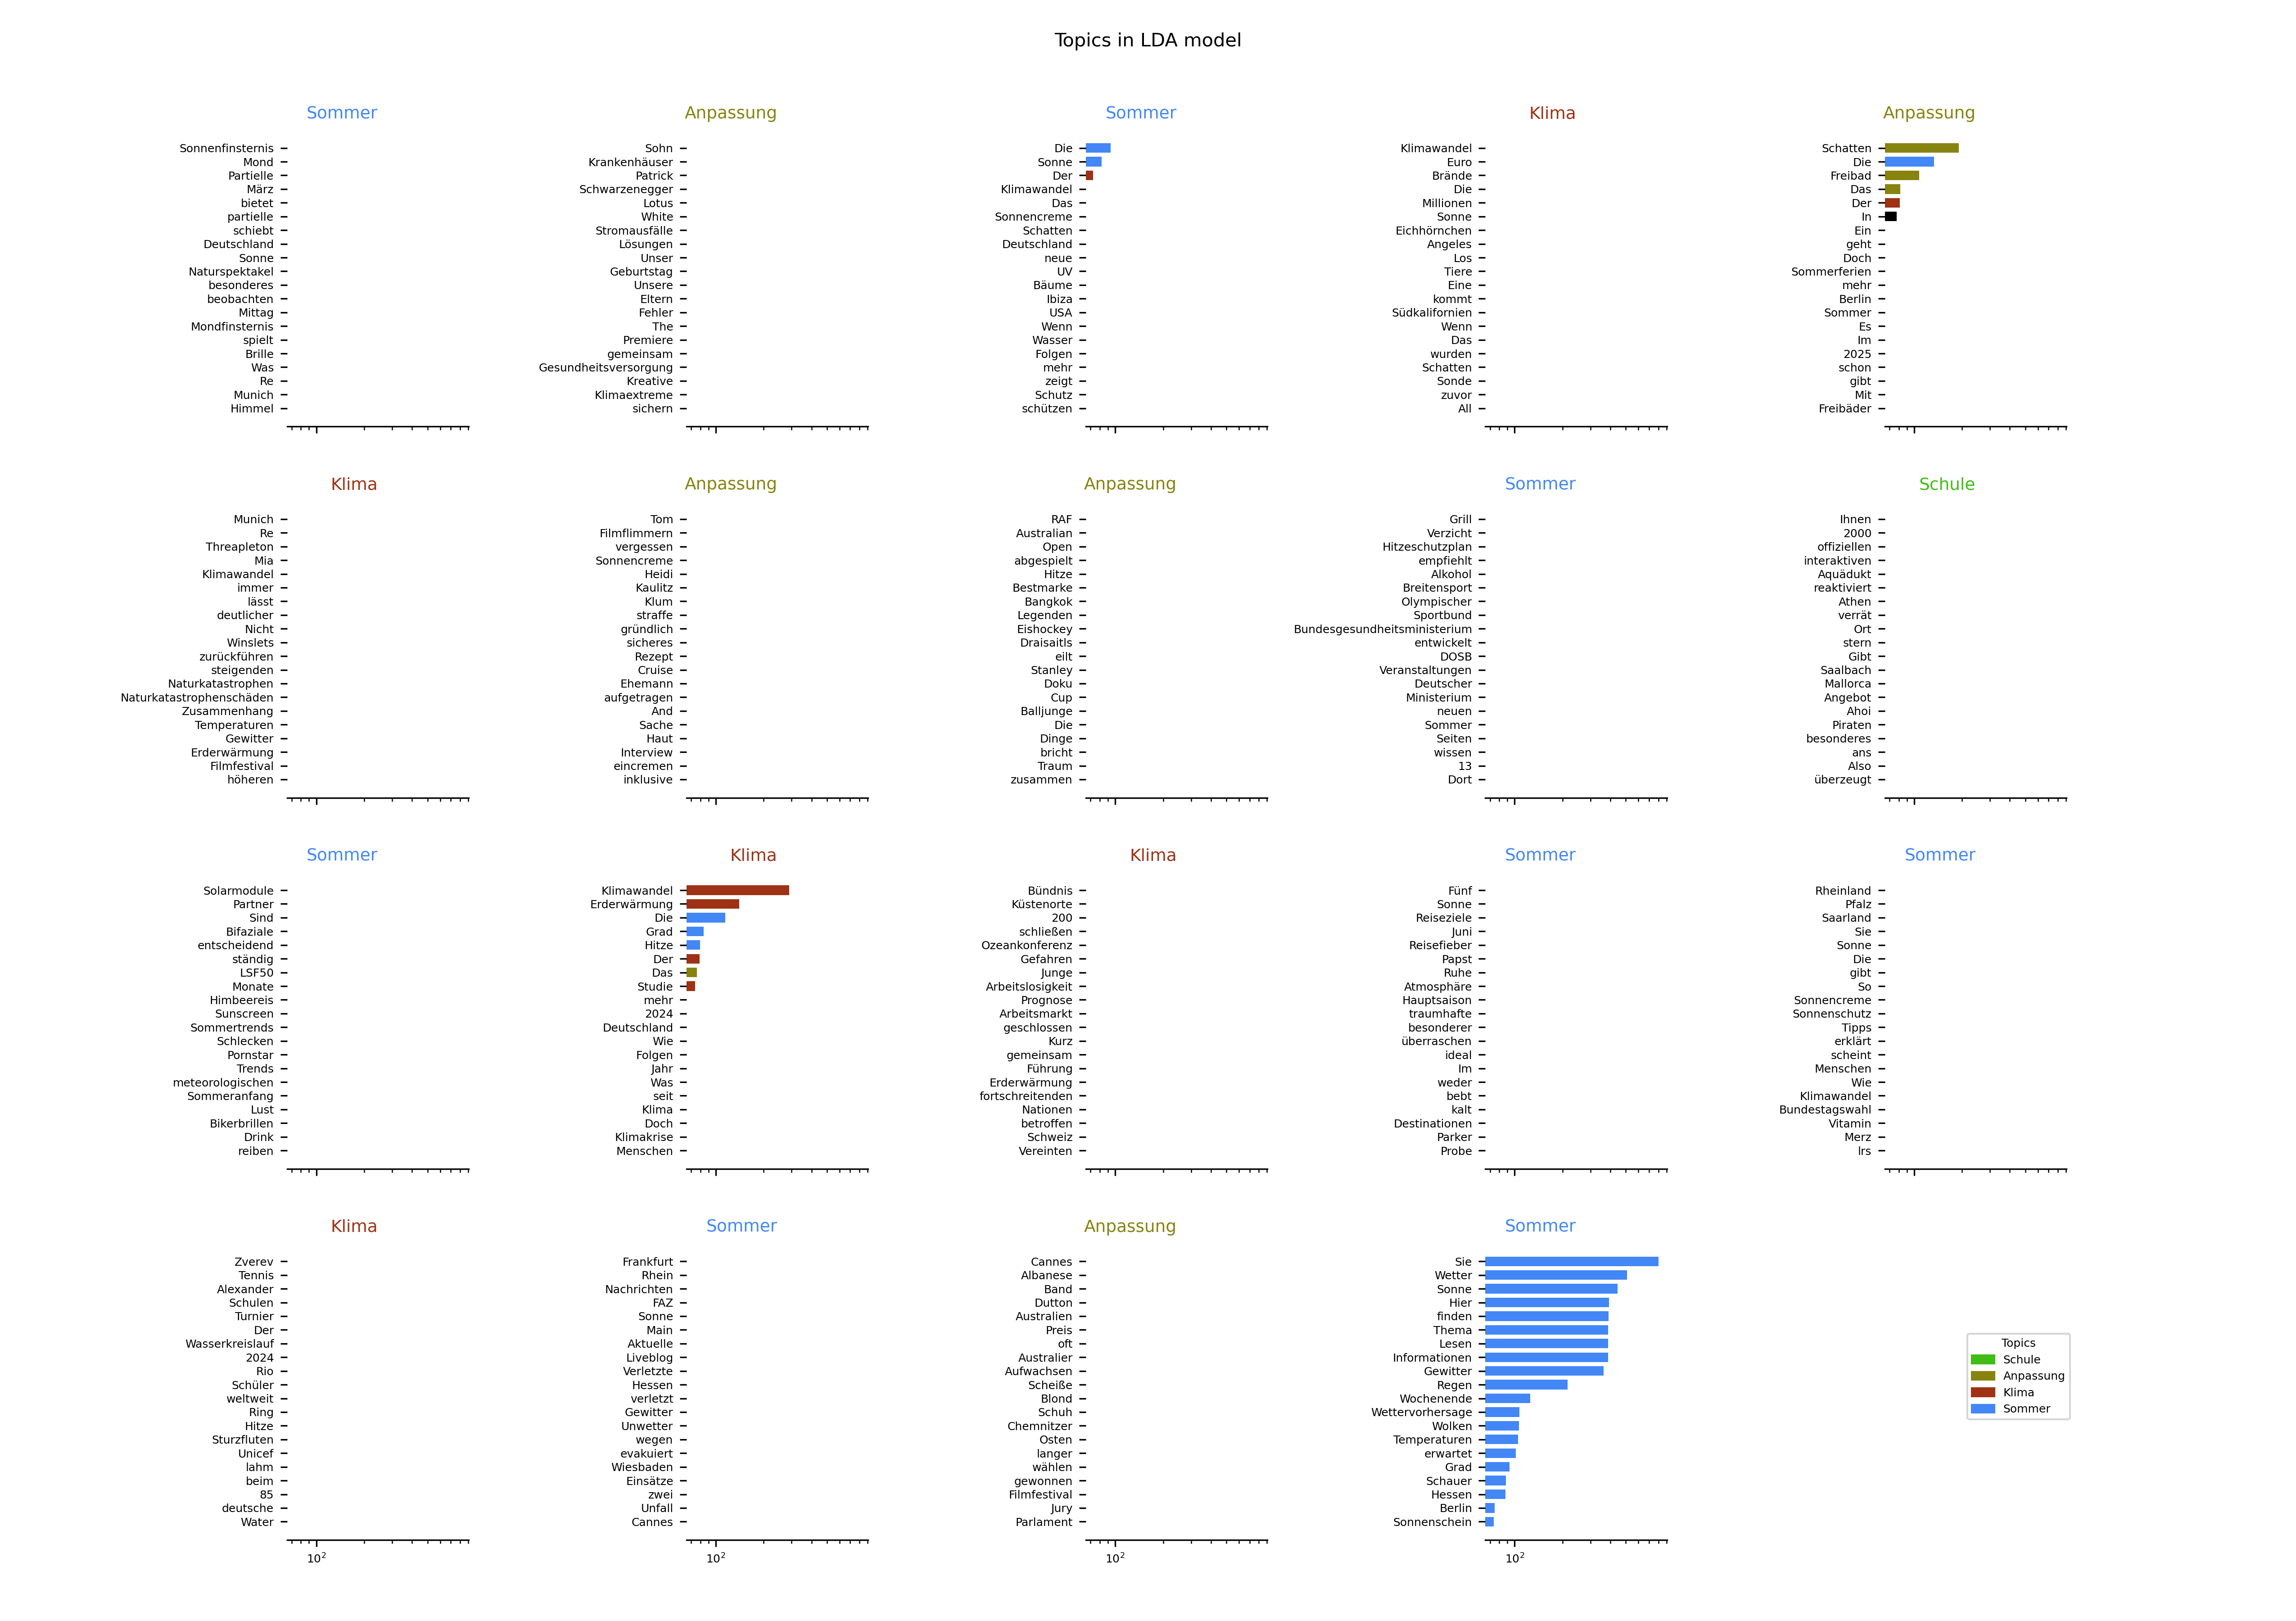 Topics in LDA model
Sommer
Sonnenfinsternis
Mond
Partielle
März
bietet
partielle
schiebt
Deutschland
Sonne
Naturspektakel
besonderes
beobachten
Mittag
Mondfinsternis
spielt
Brille
Was
Re
Munich
Himmel
Anpassung
Sohn
Krankenhäuser
Patrick
Schwarzenegger
Lotus
White
Stromausfälle
Lösungen
Unser
Geburtstag
Unsere
Eltern
Fehler
The
Premiere
gemeinsam
Gesundheitsversorgung
Kreative
Klimaextreme
sichern
Sommer
Die
Sonne
Der
Klimawandel
Das
Sonnencreme
Schatten
Deutschland
neue
UV
Bäume
Ibiza
USA
Wenn
Wasser
Folgen
mehr
zeigt
Schutz
schützen
Klima
Klimawandel
Euro
Brände
Die
Millionen
Sonne
Eichhörnchen
Angeles
Los
Tiere
Eine
kommt
Südkalifornien
Wenn
Das
wurden
Schatten
Sonde
zuvor
All
Anpassung
Schatten
Die
Freibad
Das
Der
In
Ein
geht
Doch
Sommerferien
mehr
Berlin
Sommer
Es
Im
2025
schon
gibt
Mit
Freibäder
Klima
Munich
Re
Threapleton
Mia
Klimawandel
immer
lässt
deutlicher
Nicht
Winslets
zurückführen
steigenden
Naturkatastrophen
Naturkatastrophenschäden
Zusammenhang
Temperaturen
Gewitter
Erderwärmung
Filmfestival
höheren
Anpassung
Tom
Filmflimmern
vergessen
Sonnencreme
Heidi
Kaulitz
Klum
straffe
gründlich
sicheres
Rezept
Cruise
Ehemann
aufgetragen
And
Sache
Haut
Interview
eincremen
inklusive
Anpassung
RAF
Australian
Open
abgespielt
Hitze
Bestmarke
Bangkok
Legenden
Eishockey
Draisaitls
eilt
Stanley
Doku
Cup
Balljunge
Die
Dinge
bricht
Traum
zusammen
Sommer
Grill
Verzicht
Hitzeschutzplan
empfiehlt
Alkohol
Breitensport
Olympischer
Sportbund
Bundesgesundheitsministerium
entwickelt
DOSB
Veranstaltungen
Deutscher
Ministerium
neuen
Sommer
Seiten
wissen
13
Dort
Schule
Ihnen
2000
offiziellen
interaktiven
Aquädukt
reaktiviert
Athen
verrät
Ort
stern
Gibt
Saalbach
Mallorca
Angebot
Ahoi
Piraten
besonderes
ans
Also
überzeugt
Sommer
Solarmodule
Partner
Sind
Bifaziale
entscheidend
ständig
LSF50
Monate
Himbeereis
Sunscreen
Sommertrends
Schlecken
Pornstar
Trends
meteorologischen
Sommeranfang
Lust
Bikerbrillen
Drink
reiben
Klima
Klimawandel
Erderwärmung
Die
Grad
Hitze
Der
Das
Studie
mehr
2024
Deutschland
Wie
Folgen
Jahr
Was
seit
Klima
Doch
Klimakrise
Menschen
Klima
Bündnis
Küstenorte
200
schließen
Ozeankonferenz
Gefahren
Junge
Arbeitslosigkeit
Prognose
Arbeitsmarkt
geschlossen
Kurz
gemeinsam
Führung
Erderwärmung
fortschreitenden
Nationen
betroffen
Schweiz
Vereinten
Sommer
Fünf
Sonne
Reiseziele
Juni
Reisefieber
Papst
Ruhe
Atmosphäre
Hauptsaison
traumhafte
besonderer
überraschen
ideal
Im
weder
bebt
kalt
Destinationen
Parker
Probe
Sommer
Rheinland
Pfalz
Saarland
Sie
Sonne
Die
gibt
So
Sonnencreme
Sonnenschutz
Tipps
erklärt
scheint
Menschen
Wie
Klimawandel
Bundestagswahl
Vitamin
Merz
Irs
Klima
Zverev
Tennis
Alexander
Schulen
Turnier
Der
Wasserkreislauf
2024
Rio
Schüler
weltweit
Ring
Hitze
Sturzfluten
Unicef
lahm
beim
85
deutsche
Water
10²
Sommer
Frankfurt
Rhein
Nachrichten
FAZ
Sonne
Main
Aktuelle
Liveblog
Verletzte
Hessen
verletzt
Gewitter
Unwetter
wegen
evakuiert
Wiesbaden
Einsätze
zwei
Unfall
Cannes
10²
Anpassung
Cannes
Albanese
Band
Dutton
Australien
Preis
oft
Australier
Aufwachsen
Scheiße
Blond
Schuh
Chemnitzer
Osten
langer
wählen
gewonnen
Filmfestival
Jury
Parlament
10²
Sommer
Sie
Wetter
Sonne
Hier
finden
Thema
Lesen
Informationen
Gewitter
Regen
Wochenende
Wettervorhersage
Wolken
Temperaturen
erwartet
Grad
Schauer
Hessen
Berlin
Sonnenschein
10²
Topics
Schule
Anpassung
Klima
Sommer